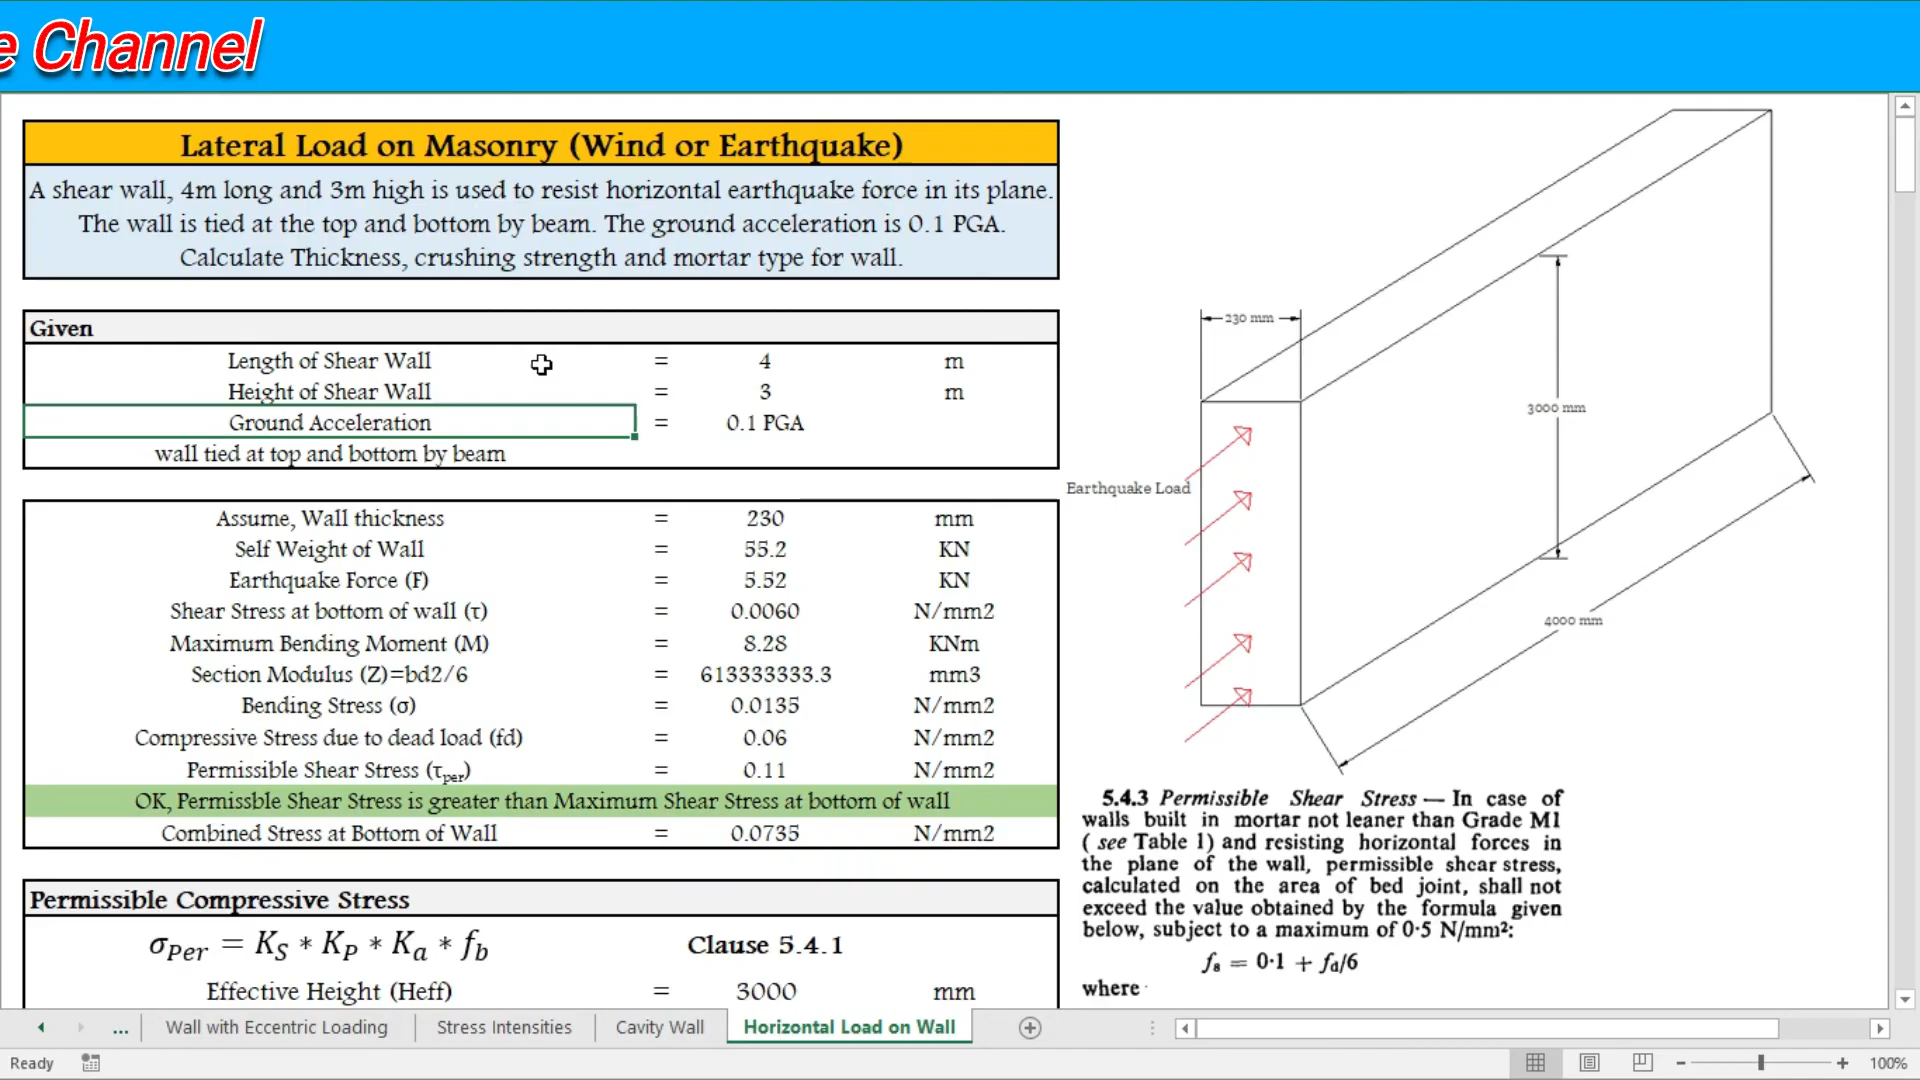 e Channel
Lateral Load on Masonry (Wind or Earthquake)
A shear wall, 4m long and 3m high is used to resist horizontal earthquake force in its plane.
The wall is tied at the top and bottom by beam. The ground acceleration is 0.1 PGA.
Calculate Thickness, crushing strength and mortar type for wall.
Given
Length of Shear Wall = 4 m
Height of Shear Wall = 3 m
Ground Acceleration = 0.1 PGA
wall tied at top and bottom by beam
Assume, Wall thickness = 230 mm
Self Weight of Wall = 55.2 KN
Earthquake Force (F) = 5.52 KN
Shear Stress at bottom of wall (τ) = 0.0060 N/mm2
Maximum Bending Moment (M) = 8.28 KNm
Section Modulus (Z)=bd2/6 = 613333333.3 mm3
Bending Stress (σ) = 0.0135 N/mm2
Compressive Stress due to dead load (fd) = 0.06 N/mm2
Permissible Shear Stress (τper) = 0.11 N/mm2
OK, Permissble Shear Stress is greater than Maximum Shear Stress at bottom of wall
Combined Stress at Bottom of Wall = 0.0735 N/mm2
Permissible Compressive Stress
σPer = KS * KP * Ka * fb Clause 5.4.1
Effective Height (Heff) = 3000 mm
230 mm
3000 mm
Earthquake Load
4000 mm
5.4.3 Permissible Shear Stress — In case of
walls built in mortar not leaner than Grade M1
( see Table 1) and resisting horizontal forces in
the plane of the wall, permissible shear stress,
calculated on the area of bed joint, shall not
exceed the value obtained by the formula given
below, subject to a maximum of 0·5 N/mm²:
fs = 0·1 + fd/6
where
... Wall with Eccentric Loading Stress Intensities Cavity Wall Horizontal Load on Wall
Ready 100%